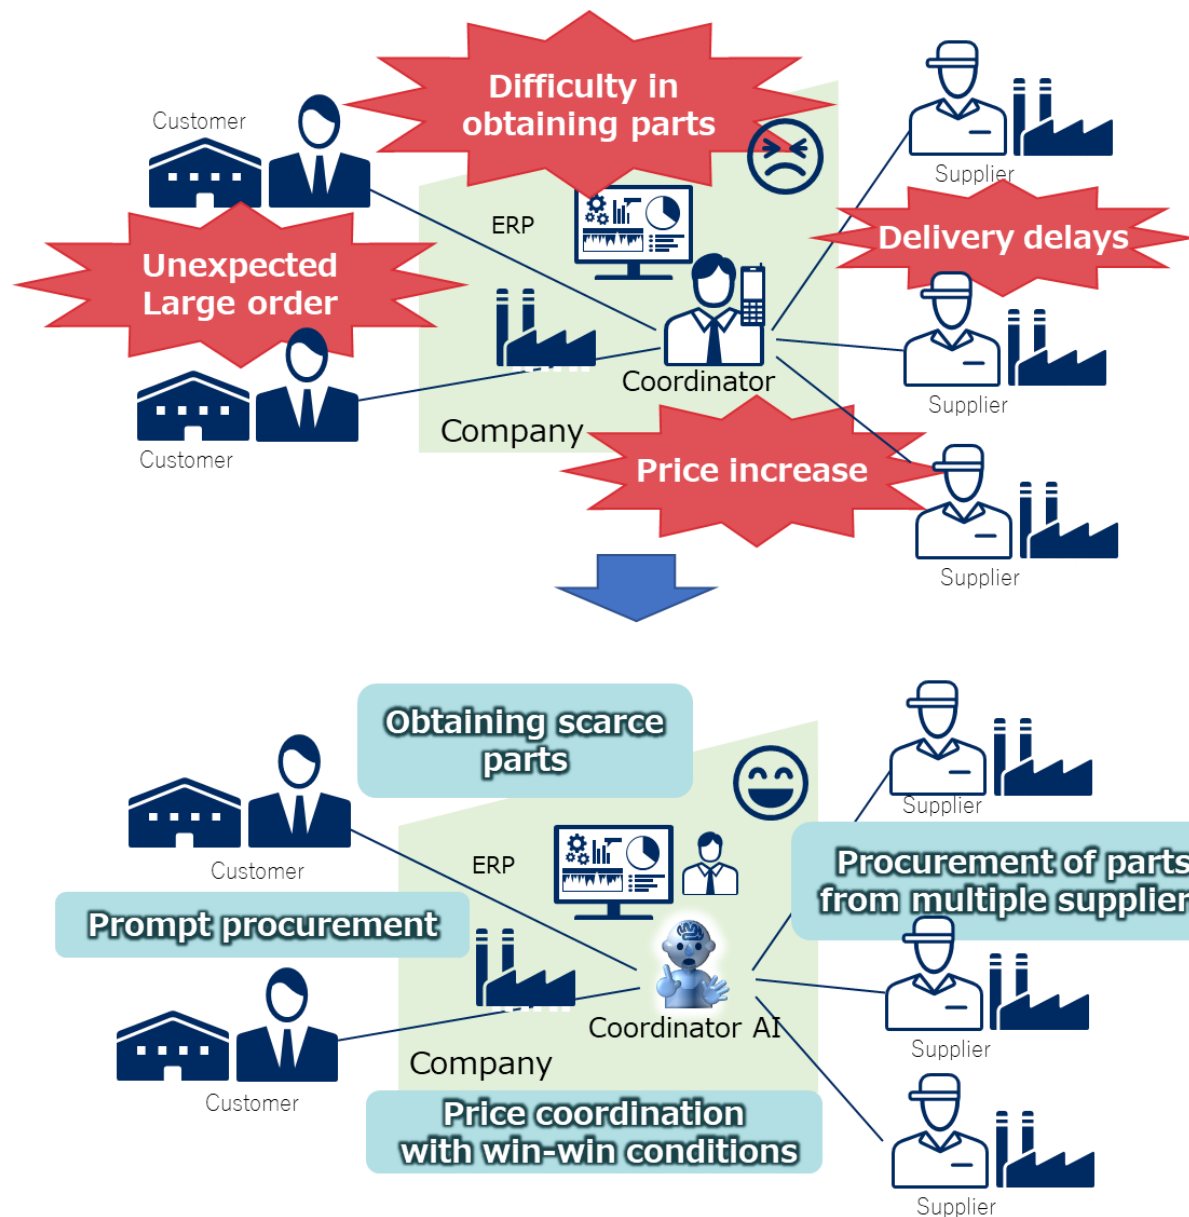 Difficulty in
obtaining parts
Customer
Supplier
ERP
Delivery delays
Unexpected
Large order
Coordinator
Supplier
Company
Customer
Price increase
Supplier
Obtaining scarce
parts
Supplier
Customer
ERP
Procurement of parts
from multiple supplier
Prompt procurement
Coordinator AI
Supplier
Company
Customer
Price coordination
with win-win conditions
Supplier